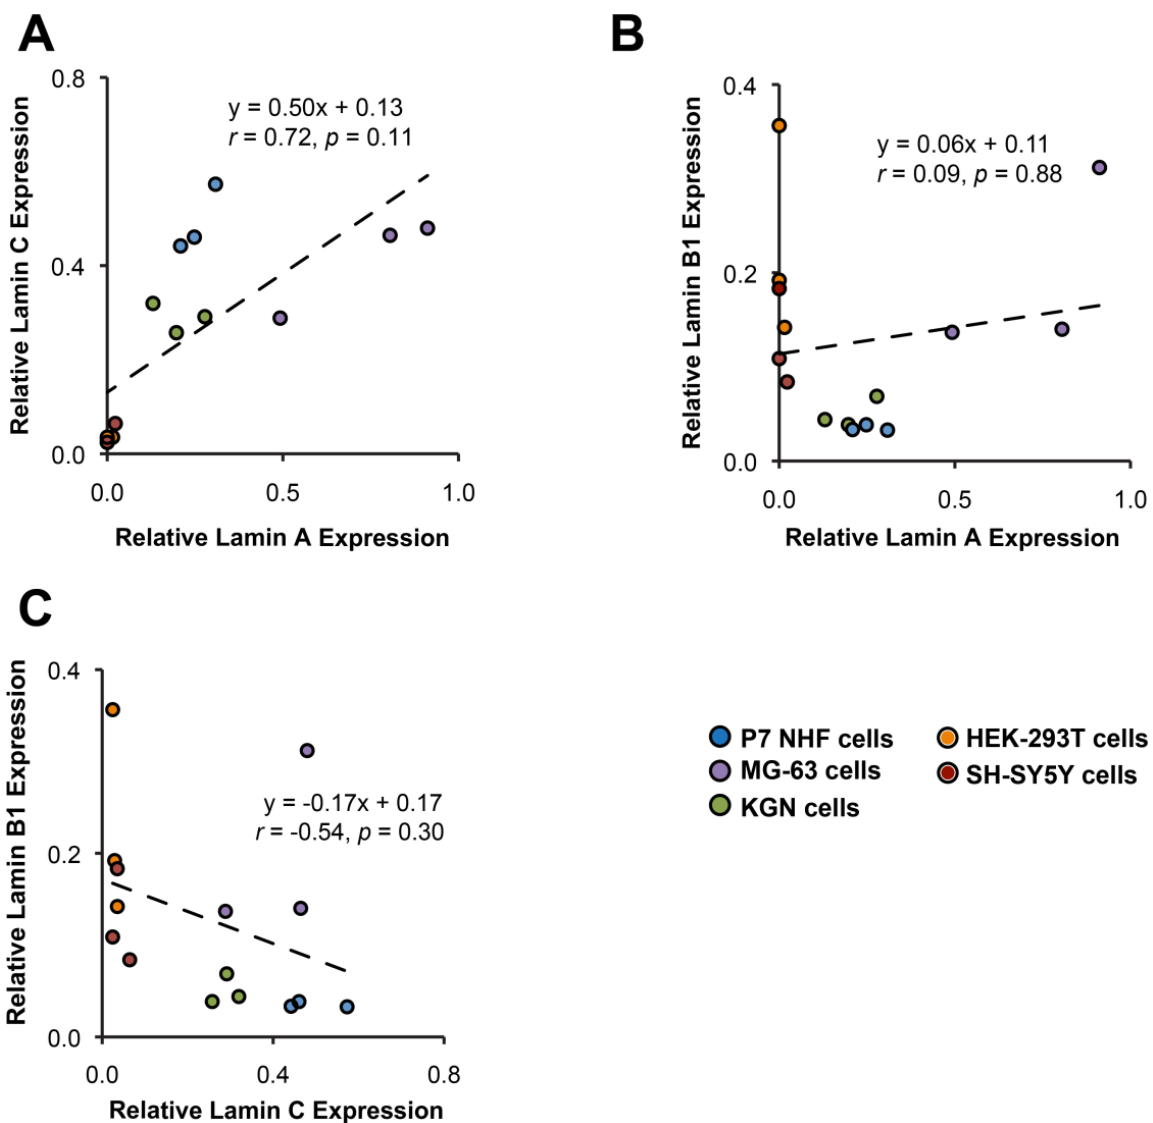 A
Relative Lamin C Expression
0.8
0.4
0.0
y = 0.50x + 0.13
r = 0.72, p = 0.11
0.0 0.5 1.0
Relative Lamin A Expression
B
Relative Lamin B1 Expression
0.4
0.2
0.0
y = 0.06x + 0.11
r = 0.09, p = 0.88
0.0 0.5 1.0
Relative Lamin A Expression
C
Relative Lamin B1 Expression
0.4
0.2
0.0
y = -0.17x + 0.17
r = -0.54, p = 0.30
0.0 0.4 0.8
Relative Lamin C Expression
P7 NHF cells
MG-63 cells
KGN cells
HEK-293T cells
SH-SY5Y cells